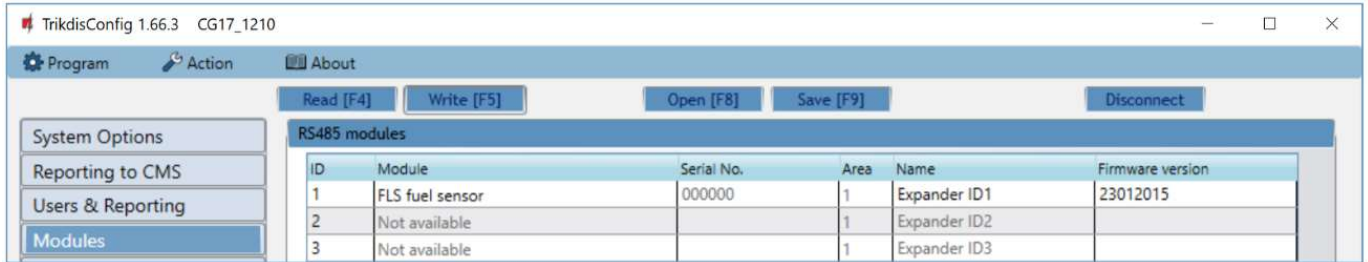 TrikdisConfig 1.66.3 CG17_1210
Program Action About
Read [F4] Write [F5] Open [F8] Save [F9] Disconnect
System Options
Reporting to CMS
Users & Reporting
Modules
RS485 modules
ID Module Serial No. Area Name Firmware version
1 FLS fuel sensor 000000 1 Expander ID1 23012015
2 Not available 1 Expander ID2
3 Not available 1 Expander ID3